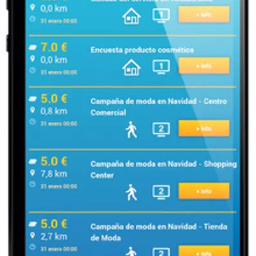 0,0 km
31 enero 00:00
+ info
7.0 €
Encuesta producto cosmético
0,0 km
1
+ info
31 enero 00:00
5.0 €
Campaña de moda en Navidad - Centro
Comercial
0,8 km
2
+ info
31 enero 00:00
5.0 €
Campaña de moda en Navidad - Shopping
Center
7,8 km
2
+ info
31 enero 00:00
5.0 €
Campaña de moda en Navidad - Tienda
de Moda
2,7 km
2
+ info
31 enero 00:00